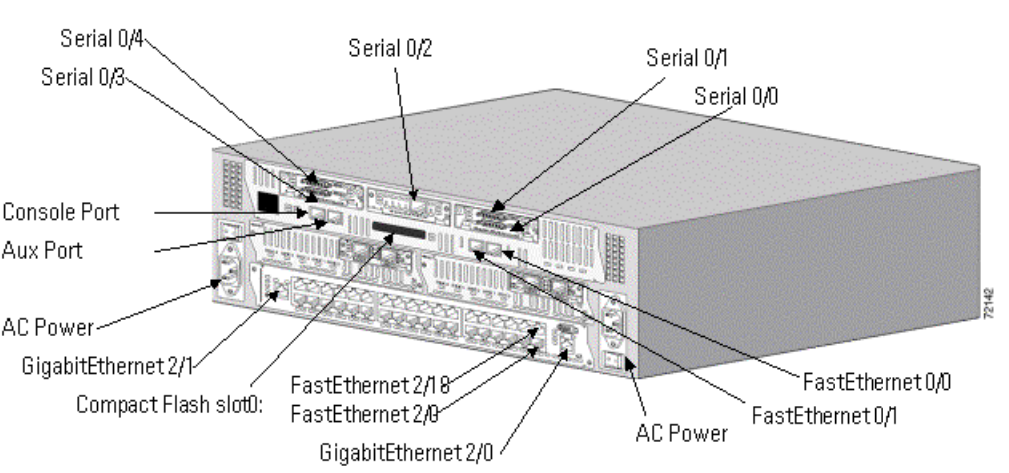 Serial 0/4
Serial 0/2
Serial 0/1
Serial 0/3
Serial 0/0
Console Port
Aux Port
AC Power
GigabitEthernet 2/1
Compact Flash slot0:
FastEthernet 2/18
FastEthernet 2/0
GigabitEthernet 2/0
FastEthernet 0/0
FastEthernet 0/1
AC Power
72142